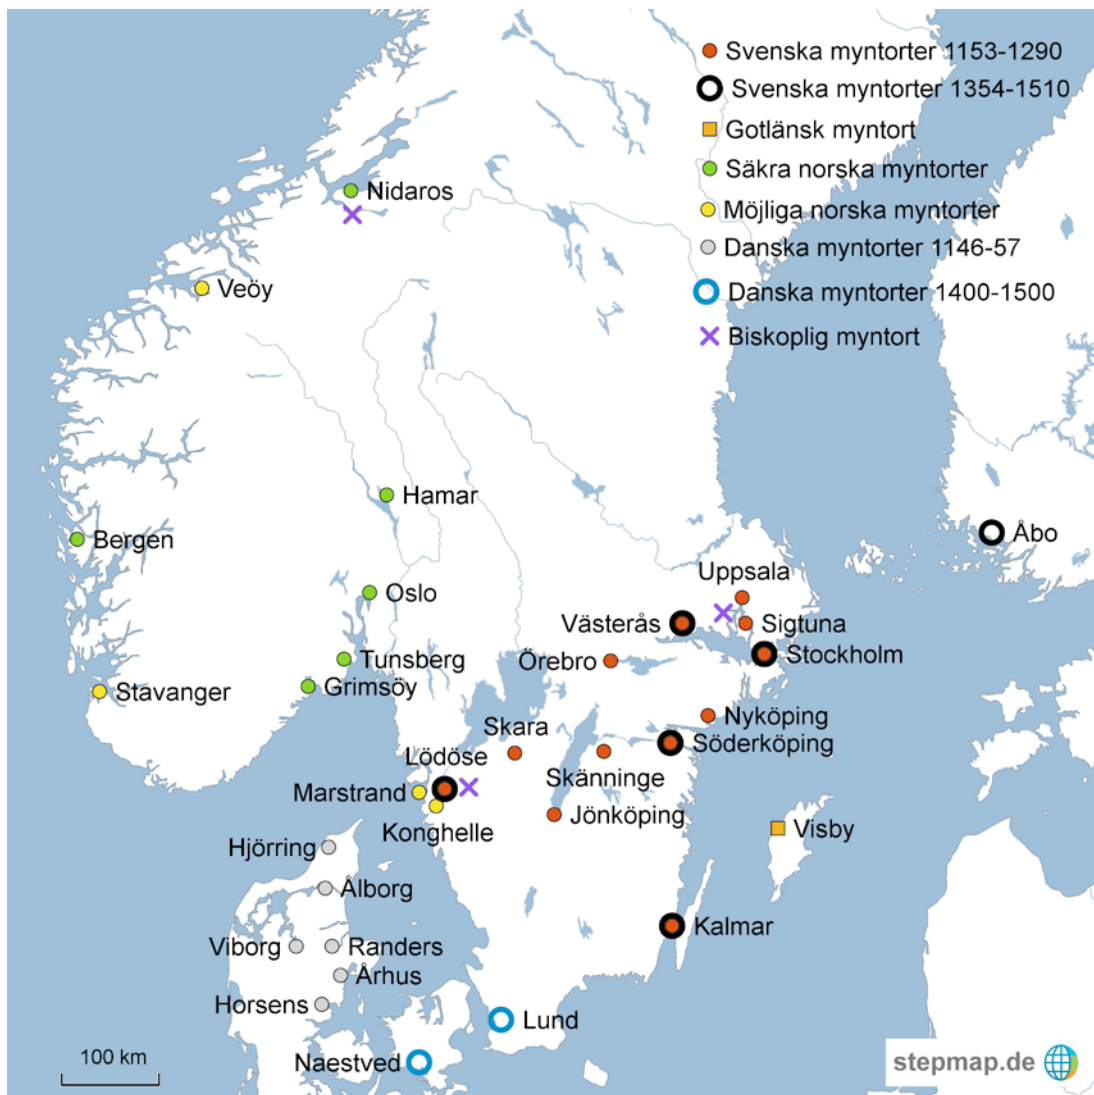 Svenska myntorter 1153-1290
Svenska myntorter 1354-1510
Gotlänsk myntort
Säkra norska myntorter
Möjliga norska myntorter
Danska myntorter 1146-57
Danska myntorter 1400-1500
Biskoplig myntort
Nidaros
Veöy
Hamar
Bergen
Åbo
Uppsala
Oslo
Västerås
Sigtuna
Stockholm
Örebro
Tunsberg
Grimsöy
Stavanger
Nyköping
Skara
Söderköping
Lödöse
Skänninge
Marstrand
Jönköping
Konghelle
Visby
Hjörring
Ålborg
Kalmar
Viborg
Randers
Århus
Horsens
Lund
Naestved
100 km
stepmap.de